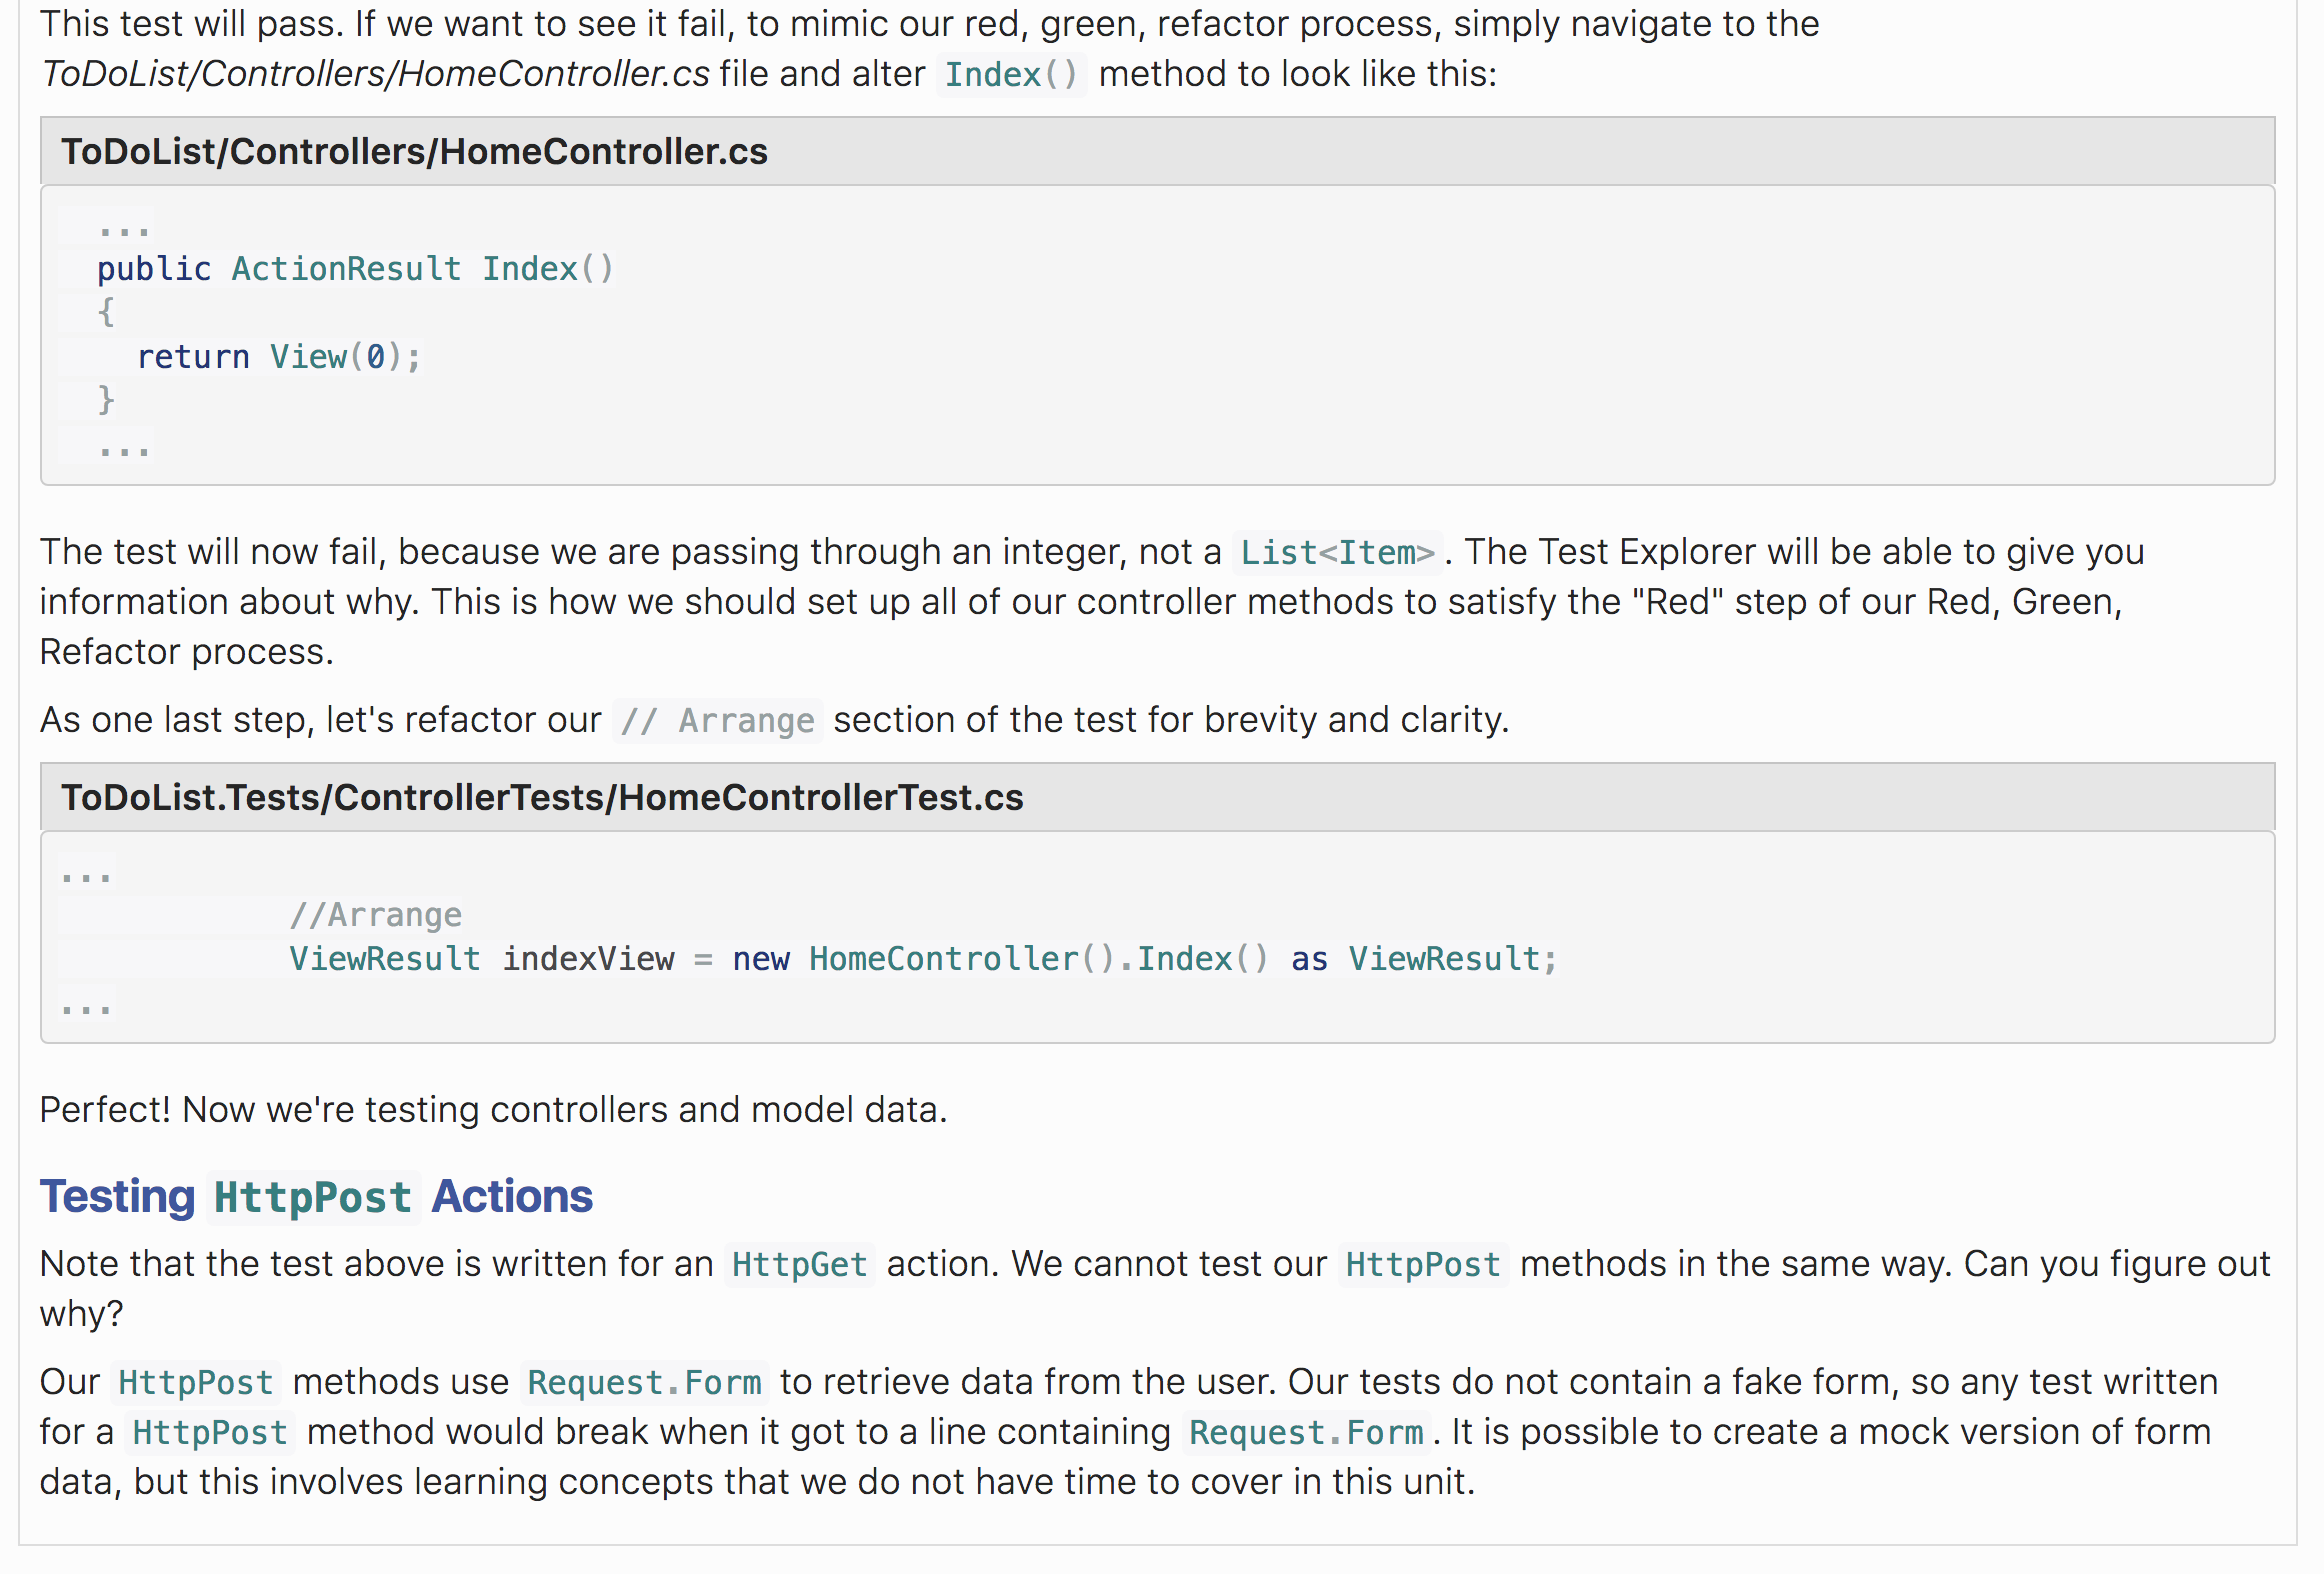 This test will pass. If we want to see it fail, to mimic our red, green, refactor process, simply navigate to the
ToDoList/Controllers/HomeController.cs file and alter Index() method to look like this:
ToDoList/Controllers/HomeController.cs
...
public ActionResult Index()
{
return View(0);
}
...
The test will now fail, because we are passing through an integer, not a List<Item>. The Test Explorer will be able to give you
information about why. This is how we should set up all of our controller methods to satisfy the "Red" step of our Red, Green,
Refactor process.
As one last step, let's refactor our // Arrange section of the test for brevity and clarity.
ToDoList.Tests/ControllerTests/HomeControllerTest.cs
...
//Arrange
ViewResult indexView = new HomeController().Index() as ViewResult;
...
Perfect! Now we're testing controllers and model data.
Testing HttpPost Actions
Note that the test above is written for an HttpGet action. We cannot test our HttpPost methods in the same way. Can you figure out
why?
Our HttpPost methods use Request.Form to retrieve data from the user. Our tests do not contain a fake form, so any test written
for a HttpPost method would break when it got to a line containing Request.Form. It is possible to create a mock version of form
data, but this involves learning concepts that we do not have time to cover in this unit.